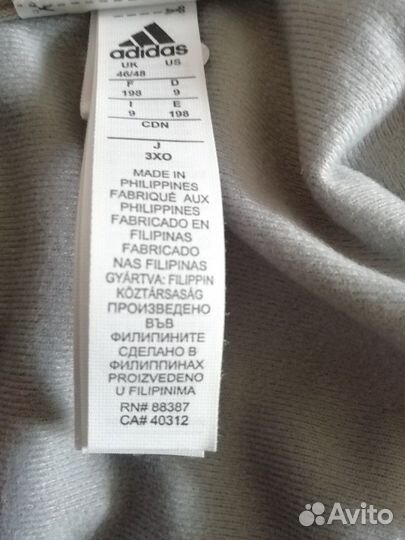 adidas
UK US
46/48
F D
198 9
I E
9 198
CDN
J
3XO
MADE IN
PHILIPPINES
FABRIQUÉ AUX
PHILIPPINES
FABRICADO EN
FILIPINAS
FABRICADO
NAS FILIPINAS
GYÁRTVA: FILIPPIN
KÖZTÁRSASÁG
ПРОИЗВЕДЕНО
ВЪВ
ФИЛИПИНИТЕ
СДЕЛАНО В
ФИЛИППИНАХ
PROIZVEDENO
U FILIPINIMA
RN# 88387
CA# 40312
Avito